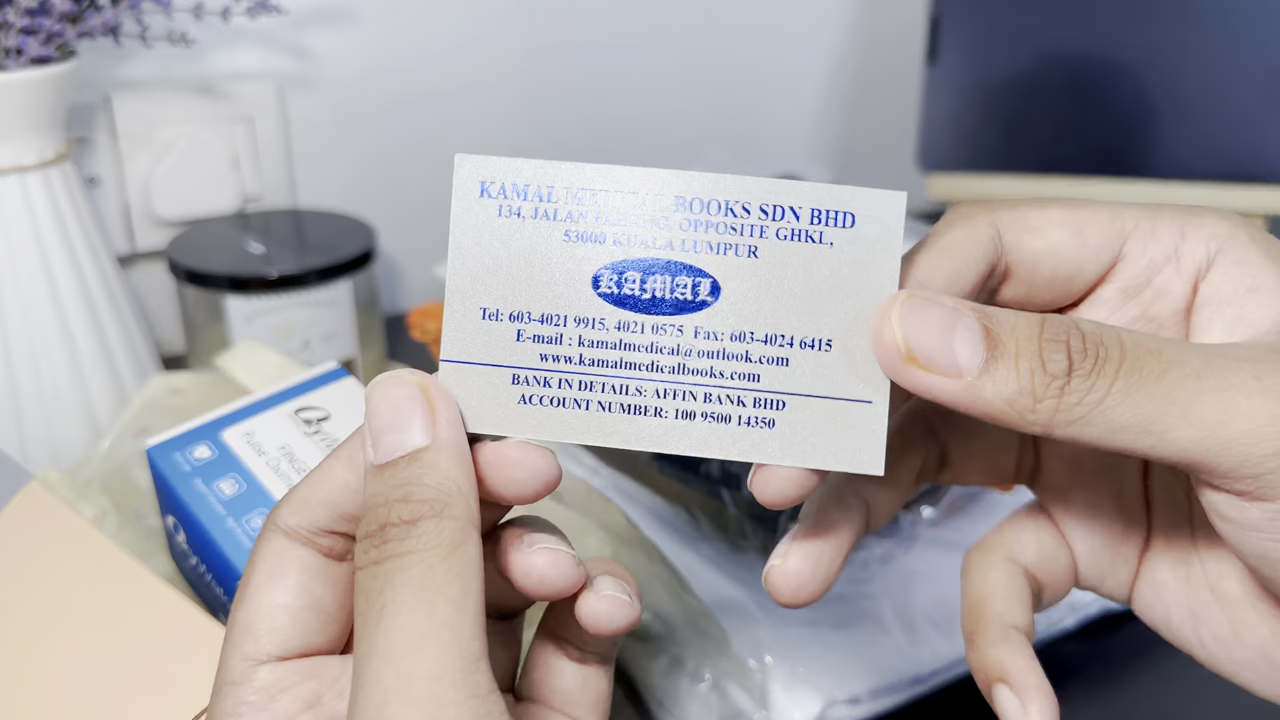 KAMAL MEDICAL BOOKS SDN BHD
134, JALAN PAHANG, OPPOSITE GHKL,
53000 KUALA LUMPUR
KAMAL
Tel: 603-4021 9915, 4021 0575 Fax: 603-4024 6415
E-mail : kamalmedical@outlook.com
www.kamalmedicalbooks.com
BANK IN DETAILS: AFFIN BANK BHD
ACCOUNT NUMBER: 100 9500 14350